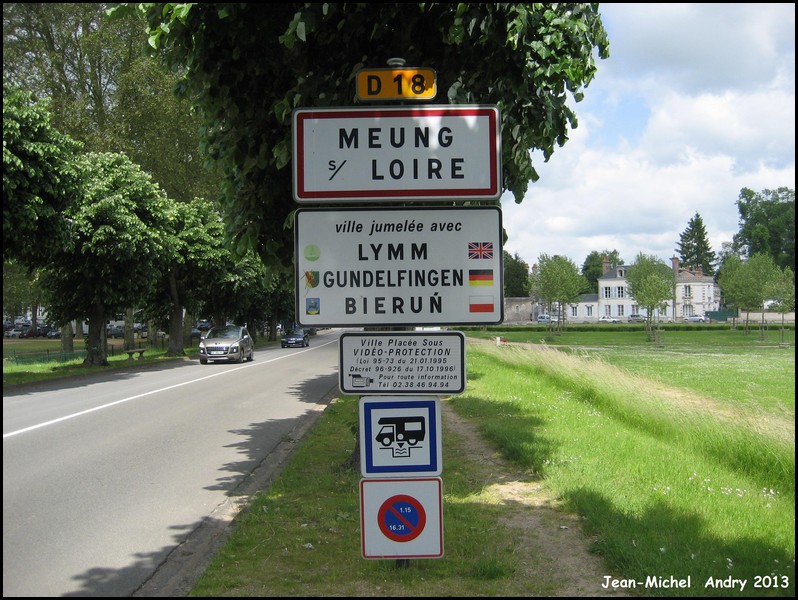 D 18
MEUNG
s/ LOIRE
ville jumelée avec
LYMM
GUNDELFINGEN
BIERUŃ
Ville Placée Sous
VIDÉO-PROTECTION
(Loi 95-73 du 21.01.1995
Décret 96-926 du 17.10.1996)
Pour toute information
Tél 02.38.46.94.94
1.15
16.31
Jean-Michel Andry 2013